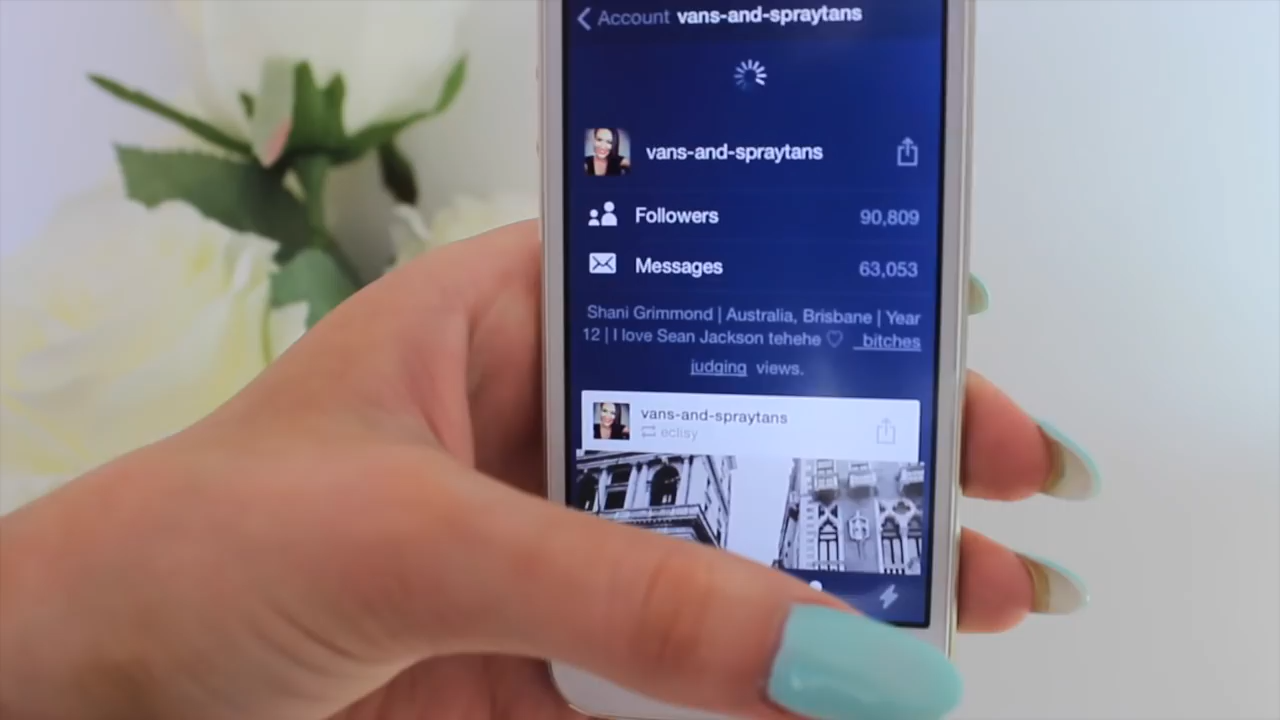 Account vans-and-spraytans
vans-and-spraytans
Followers 90,809
Messages 63,053
Shani Grimmond | Australia, Brisbane | Year
12 | I love Sean Jackson tehehe ♡ _bitches
judging views.
vans-and-spraytans
eclisy